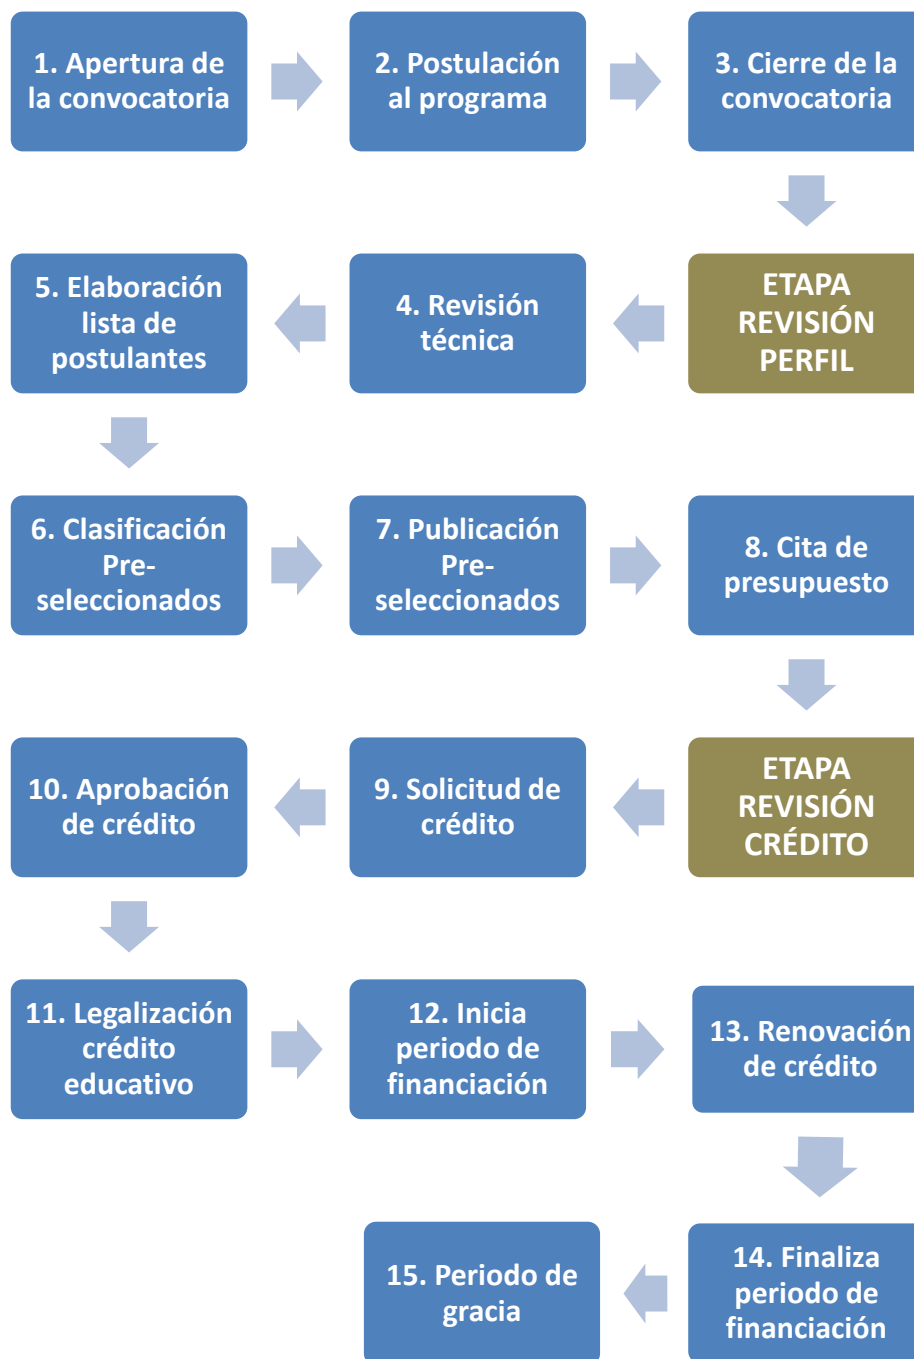 1. Apertura de
la convocatoria
2. Postulación
al programa
3. Cierre de la
convocatoria
ETAPA
REVISIÓN
PERFIL
4. Revisión
técnica
5. Elaboración
lista de
postulantes
6. Clasificación
Pre-
seleccionados
7. Publicación
Pre-
seleccionados
8. Cita de
presupuesto
ETAPA
REVISIÓN
CRÉDITO
9. Solicitud de
crédito
10. Aprobación
de crédito
11. Legalización
crédito
educativo
12. Inicia
periodo de
financiación
13. Renovación
de crédito
14. Finaliza
periodo de
financiación
15. Periodo de
gracia